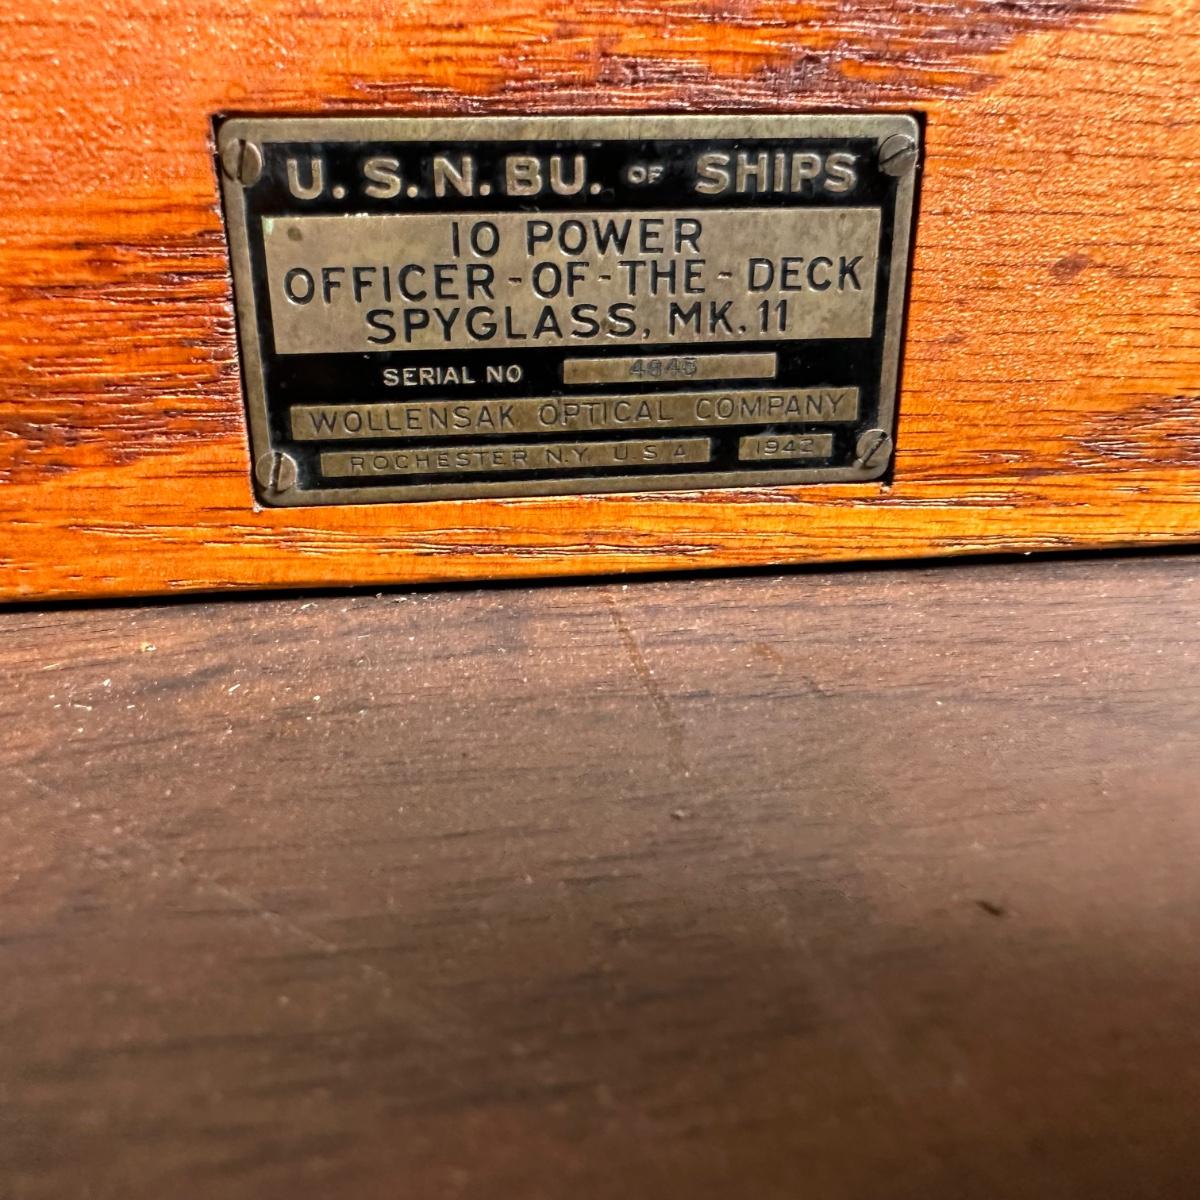 U. S. N. BU. OF SHIPS
10 POWER
OFFICER-OF-THE-DECK
SPYGLASS, MK. 11
SERIAL NO
WOLLENSAK OPTICAL COMPANY
ROCHESTER N.Y. U.S.A 1942